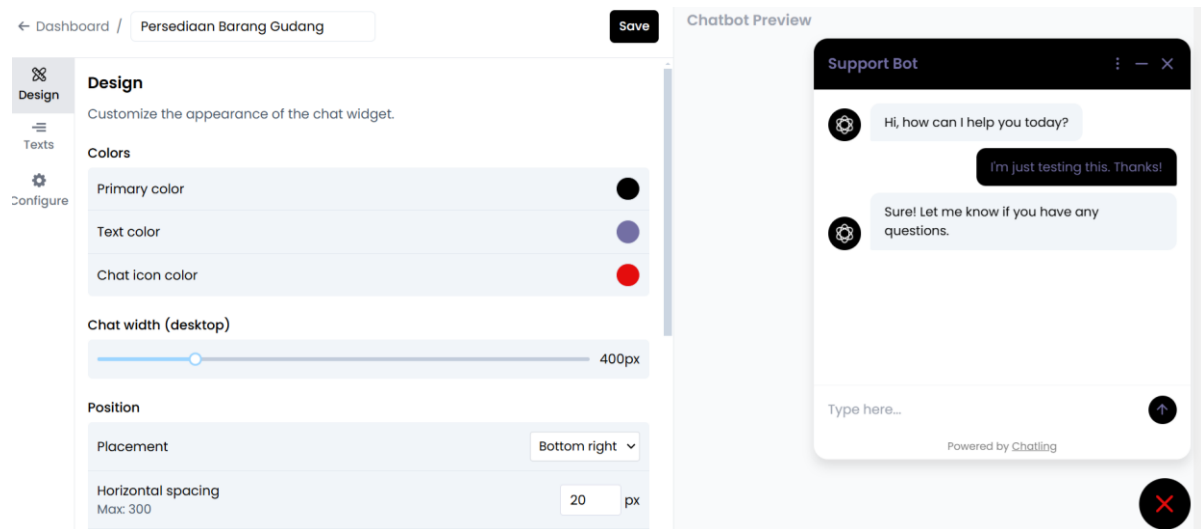 ← Dashboard / Persediaan Barang Gudang
Save
Design
Texts
Configure
Design
Customize the appearance of the chat widget.
Colors
Primary color
Text color
Chat icon color
Chat width (desktop)
400px
Position
Placement
Bottom right
Horizontal spacing
Max: 300
20 px
Chatbot Preview
Support Bot
Hi, how can I help you today?
I'm just testing this. Thanks!
Sure! Let me know if you have any
questions.
Type here...
Powered by Chatling